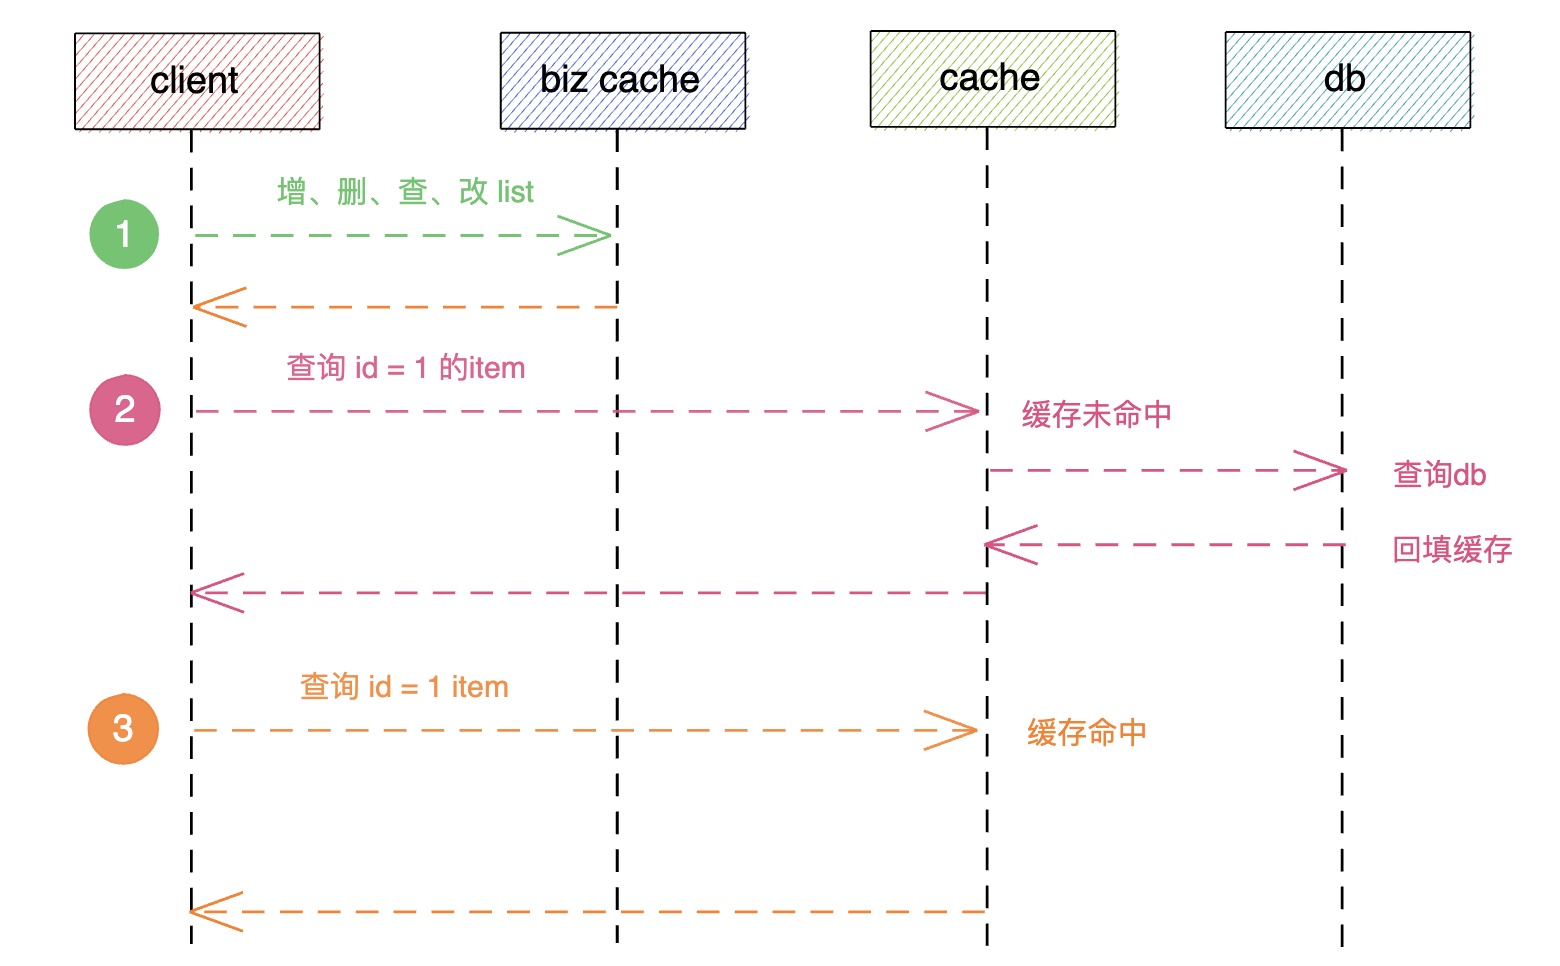 client
biz cache
cache
db
增、删、查、改 list
1
查询 id = 1 的item
2
缓存未命中
查询db
回填缓存
查询 id = 1 item
3
缓存命中